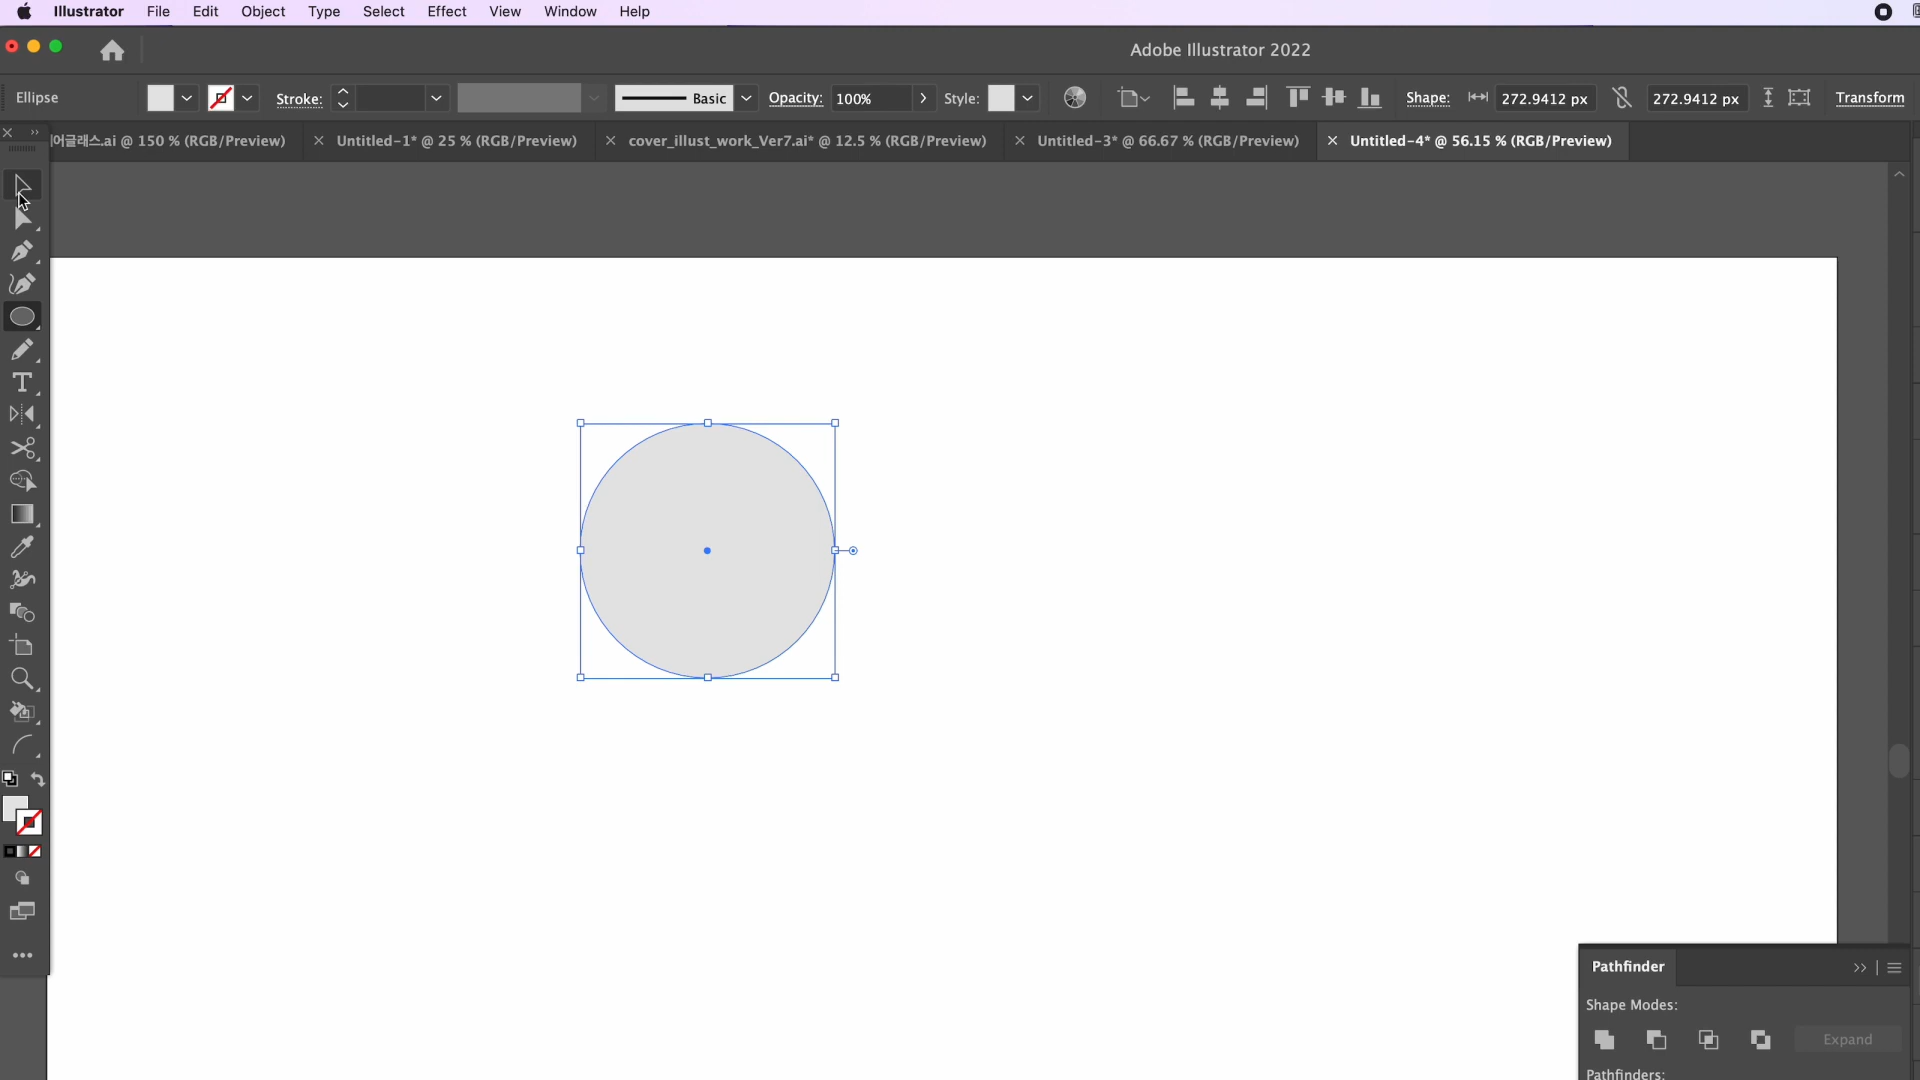 Illustrator File Edit Object Type Select Effect View Window Help
Adobe Illustrator 2022
Ellipse Stroke: Basic Opacity: 100% Style: Shape: 272.9412 px 272.9412 px Transform
어글래스.ai @ 150 % (RGB/Preview) Untitled-1* @ 25 % (RGB/Preview) cover_illust_work_Ver7.ai* @ 12.5 % (RGB/Preview) Untitled-3* @ 66.67 % (RGB/Preview) Untitled-4* @ 56.15 % (RGB/Preview)
Pathfinder
Shape Modes:
Expand
Pathfinders: